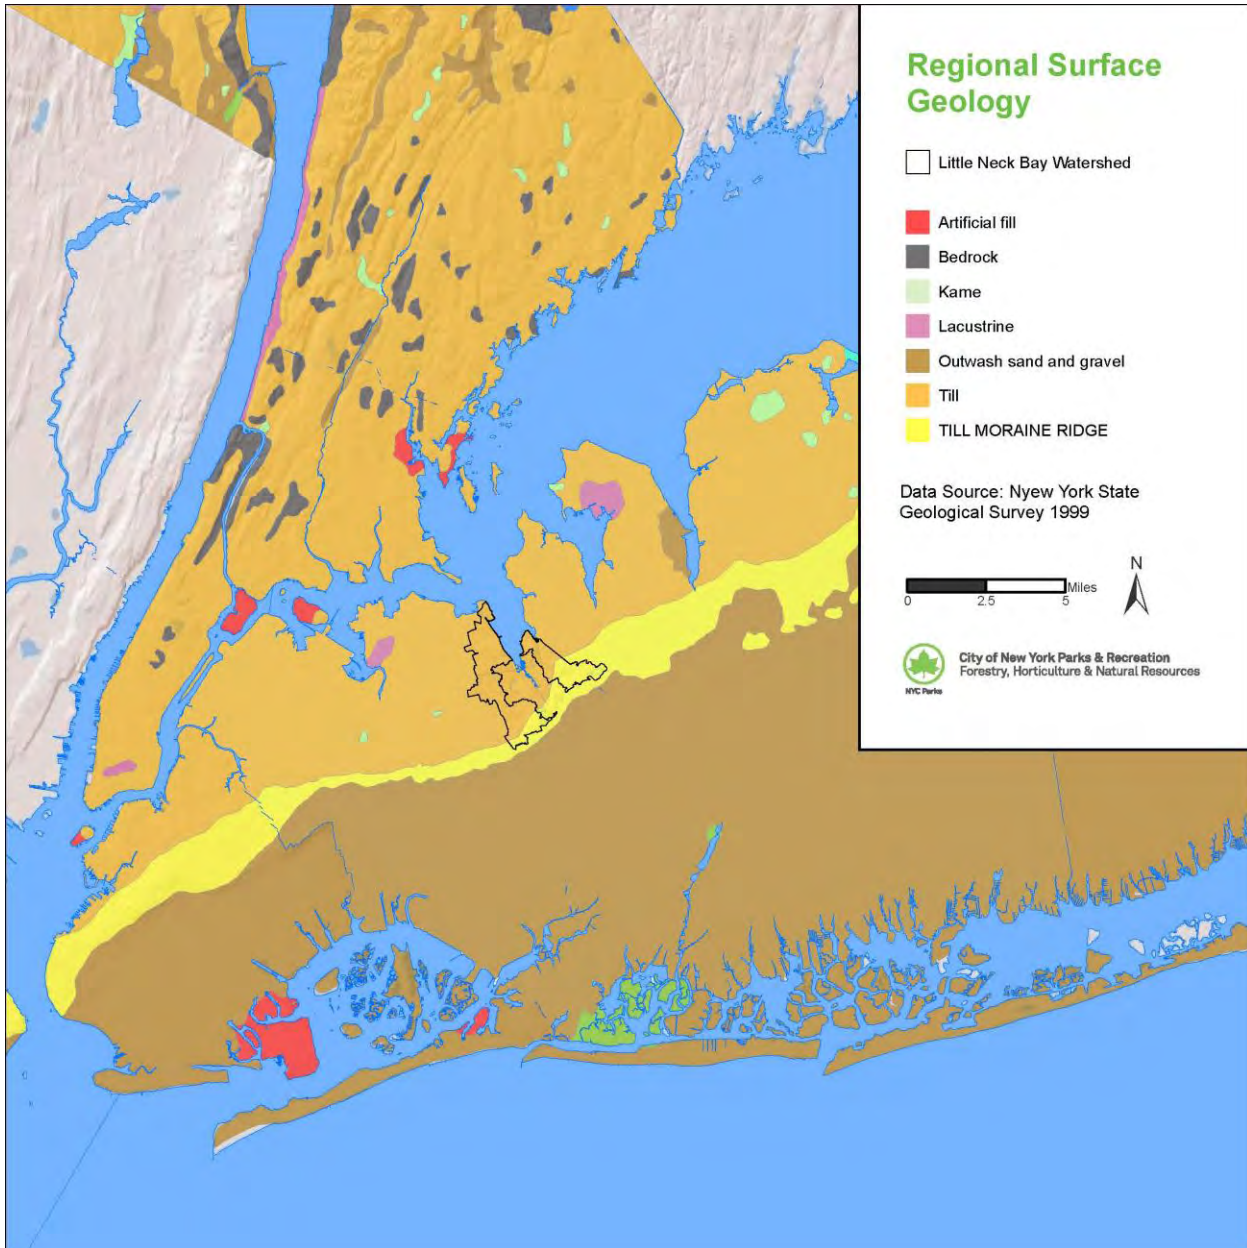 Regional Surface
Geology
Little Neck Bay Watershed
Artificial fill
Bedrock
Kame
Lacustrine
Outwash sand and gravel
Till
TILL MORAINE RIDGE
Data Source: Nyew York State
Geological Survey 1999
N
Miles
0 2.5 5
City of New York Parks & Recreation
Forestry, Horticulture & Natural Resources
NYC Parks